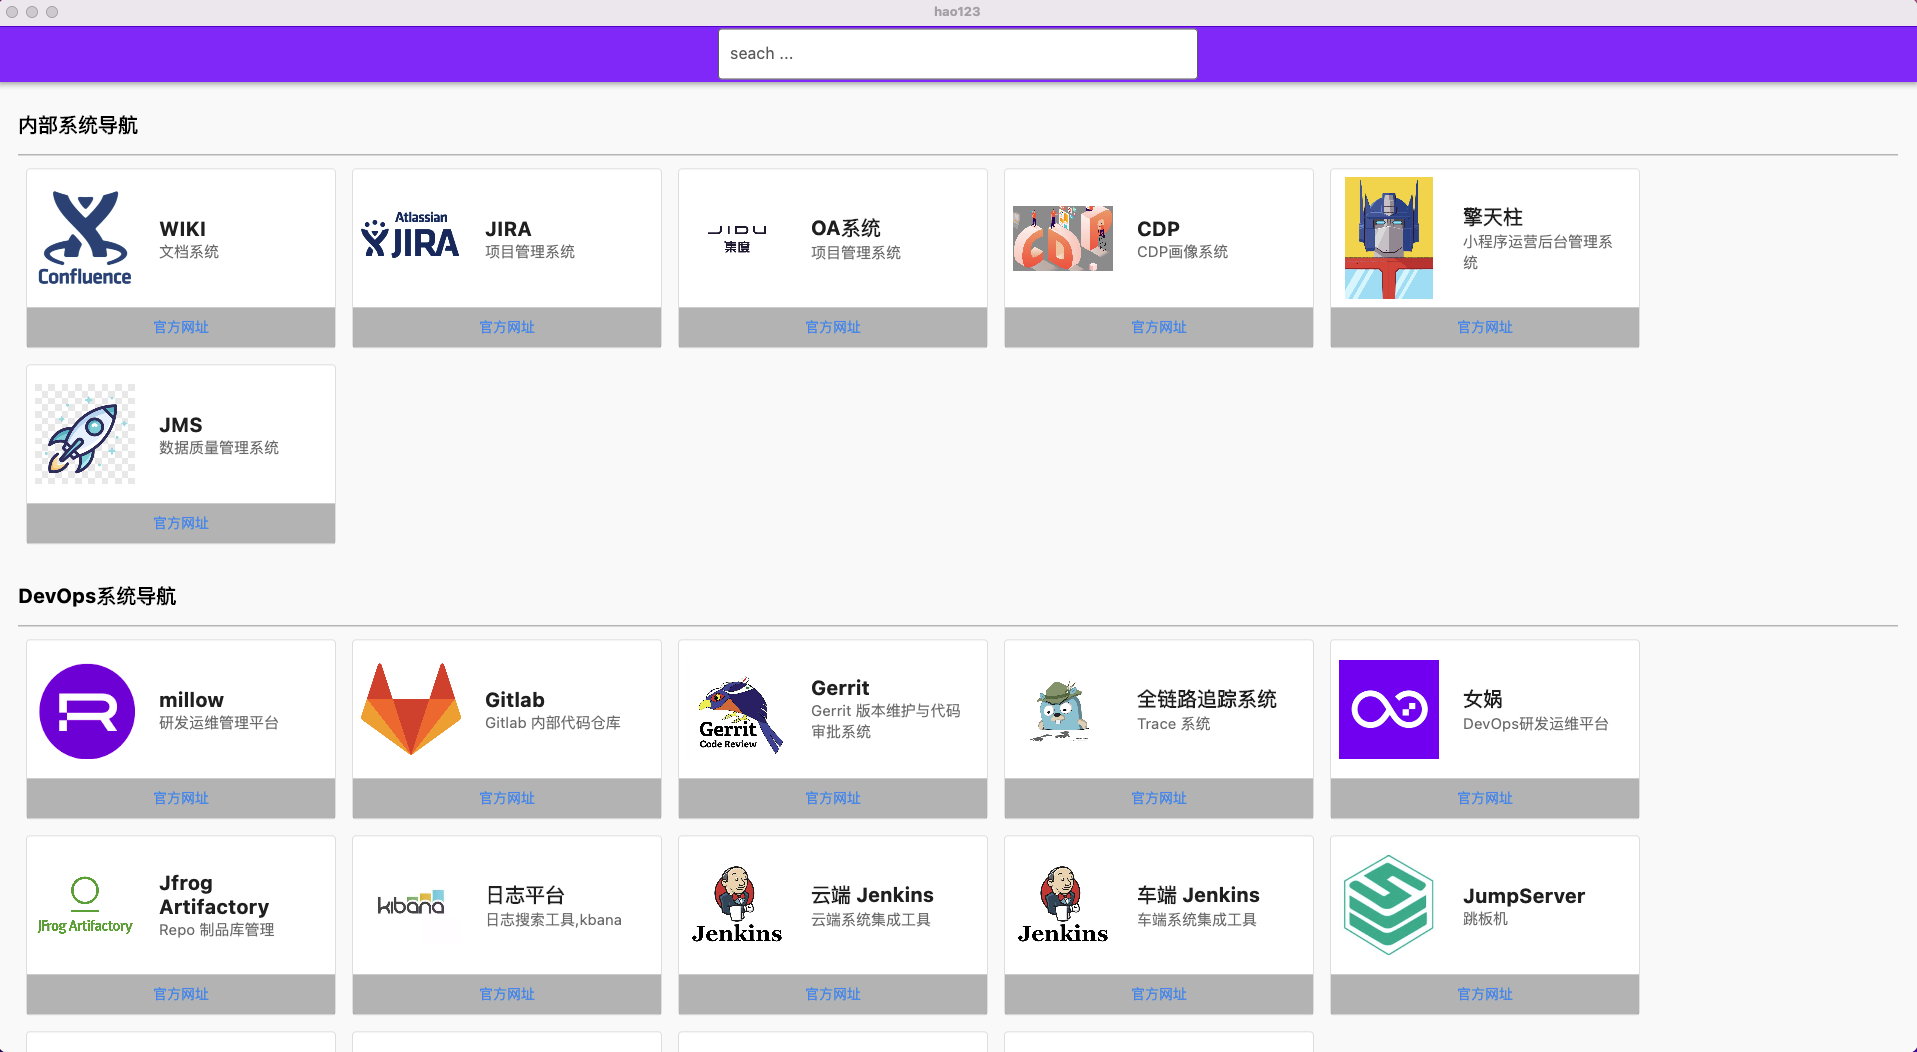 hao123
seach ...
内部系统导航
Confluence
WIKI
文档系统
官方网址
Atlassian
JIRA
JIRA
项目管理系统
官方网址
JIDU
集度
OA系统
项目管理系统
官方网址
CDP
CDP
CDP画像系统
官方网址
擎天柱
小程序运营后台管理系
统
官方网址
JMS
数据质量管理系统
官方网址
DevOps系统导航
millow
研发运维管理平台
官方网址
Gitlab
Gitlab 内部代码仓库
官方网址
Gerrit
Code Review
Gerrit
Gerrit 版本维护与代码
审批系统
官方网址
全链路追踪系统
Trace 系统
官方网址
女娲
DevOps研发运维平台
官方网址
JFrog Artifactory
Jfrog
Artifactory
Repo 制品库管理
官方网址
kibana
日志平台
日志搜索工具,kbana
官方网址
Jenkins
云端 Jenkins
云端系统集成工具
官方网址
Jenkins
车端 Jenkins
车端系统集成工具
官方网址
JumpServer
跳板机
官方网址